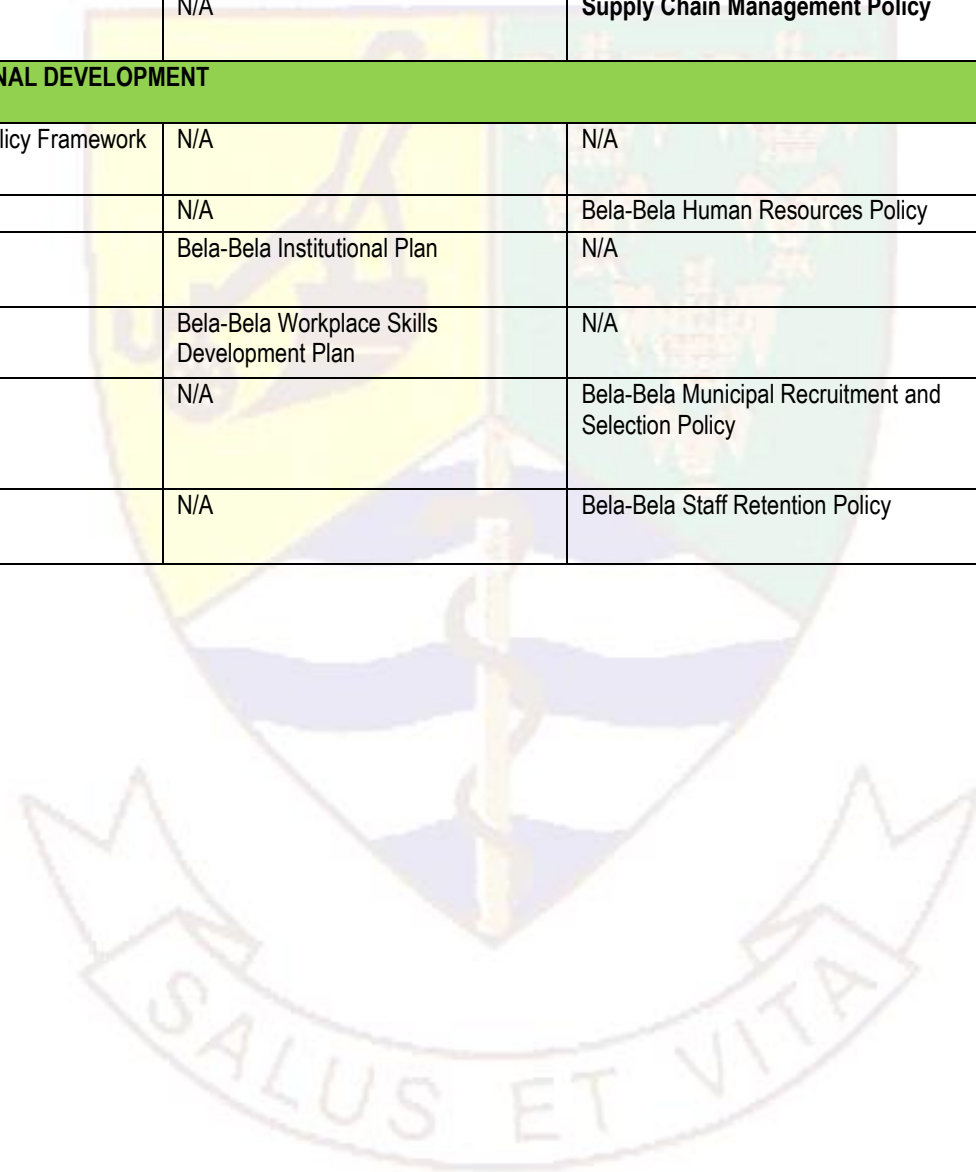 N/A
Supply Chain Management Policy
NAL DEVELOPMENT
licy Framework
N/A
N/A
N/A
Bela-Bela Human Resources Policy
Bela-Bela Institutional Plan
N/A
Bela-Bela Workplace Skills
Development Plan
N/A
N/A
Bela-Bela Municipal Recruitment and
Selection Policy
N/A
Bela-Bela Staff Retention Policy
SALUS ET VITA